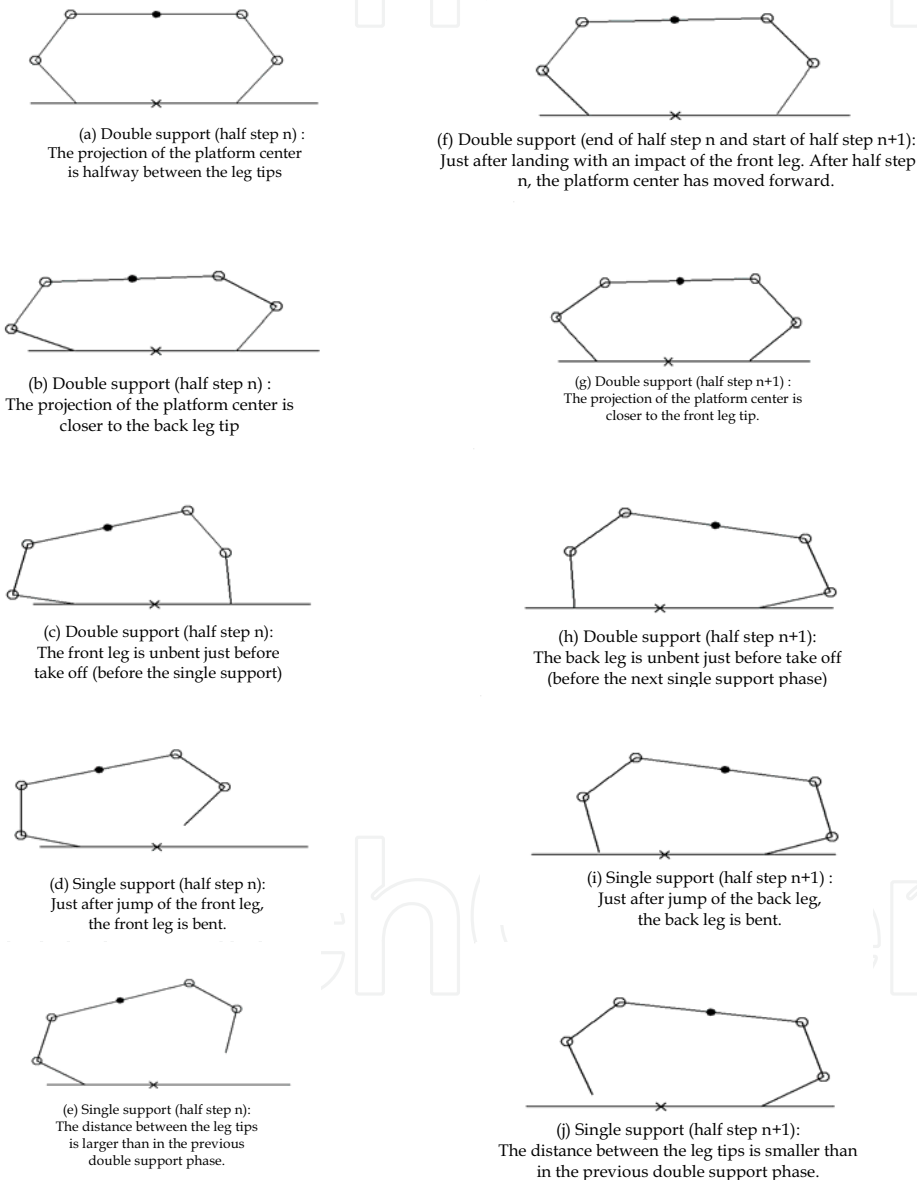 (a) Double support (half step n) :
The projection of the platform center
is halfway between the leg tips
(f) Double support (end of half step n and start of half step n+1):
Just after landing with an impact of the front leg. After half step
n, the platform center has moved forward.
(b) Double support (half step n) :
The projection of the platform center is
closer to the back leg tip
(g) Double support (half step n+1) :
The projection of the platform center is
closer to the front leg tip.
(c) Double support (half step n):
The front leg is unbent just before
take off (before the single support)
(h) Double support (half step n+1):
The back leg is unbent just before take off
(before the next single support phase)
(d) Single support (half step n):
Just after jump of the front leg,
the front leg is bent.
(i) Single support (half step n+1) :
Just after jump of the back leg,
the back leg is bent.
(e) Single support (half step n):
The distance between the leg tips
is larger than in the previous
double support phase.
(j) Single support (half step n+1):
The distance between the leg tips is smaller than
in the previous double support phase.